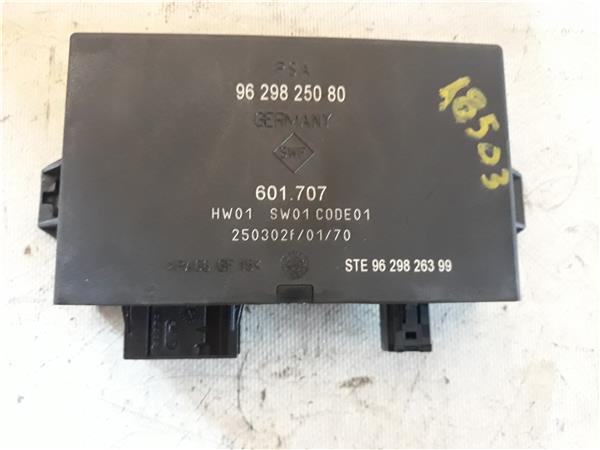 PSA
96 298 250 80
GERMANY
SWF
601.707
HW01 SW01 CODE01
250302F/01/70
STE 96 298 263 99
18503